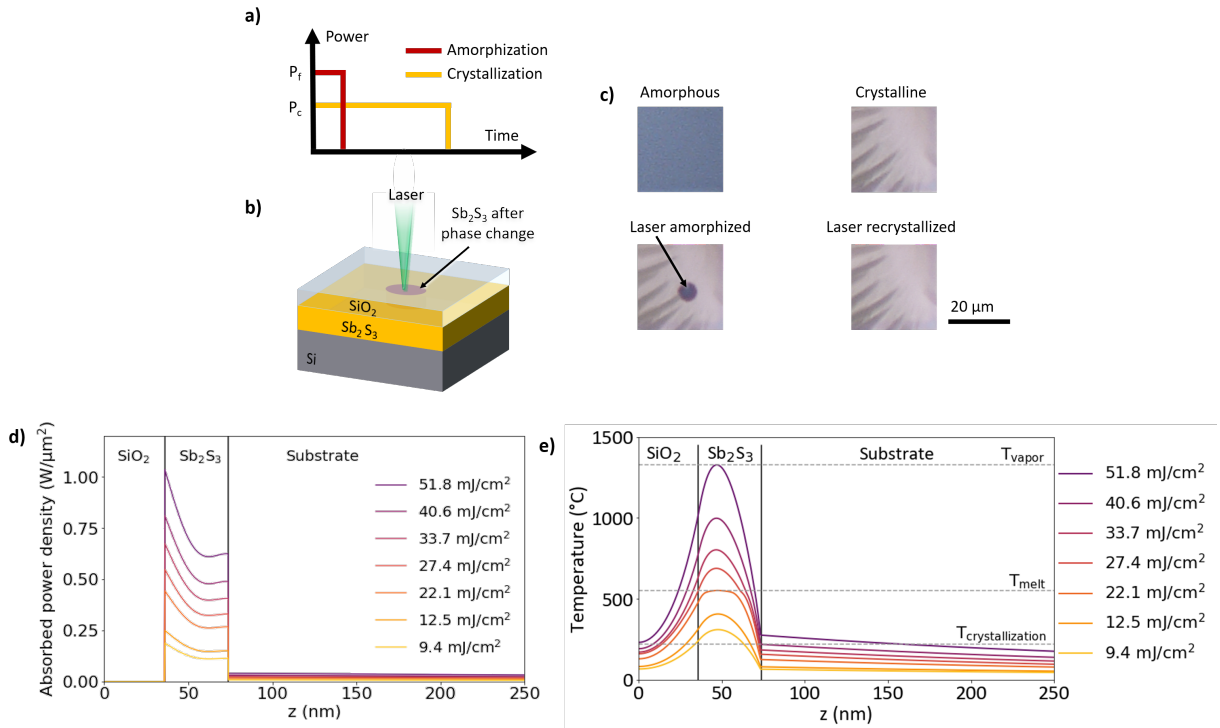 a)
Power
Amorphization
Crystallization
P_f
P_c
Time
b)
Laser
Sb₂S₃ after
phase change
SiO₂
Sb₂S₃
Si
c)
Amorphous
Crystalline
Laser amorphized
Laser recrystallized
20 µm
d)
Absorbed power density (W/µm²)
1.00
0.75
0.50
0.25
0.00
SiO₂
Sb₂S₃
Substrate
51.8 mJ/cm²
40.6 mJ/cm²
33.7 mJ/cm²
27.4 mJ/cm²
22.1 mJ/cm²
12.5 mJ/cm²
9.4 mJ/cm²
0 50 100 150 200 250
z (nm)
e)
Temperature (°C)
1500
1000
500
0
SiO₂
Sb₂S₃
Substrate
T_vapor
T_melt
T_crystallization
51.8 mJ/cm²
40.6 mJ/cm²
33.7 mJ/cm²
27.4 mJ/cm²
22.1 mJ/cm²
12.5 mJ/cm²
9.4 mJ/cm²
0 50 100 150 200 250
z (nm)